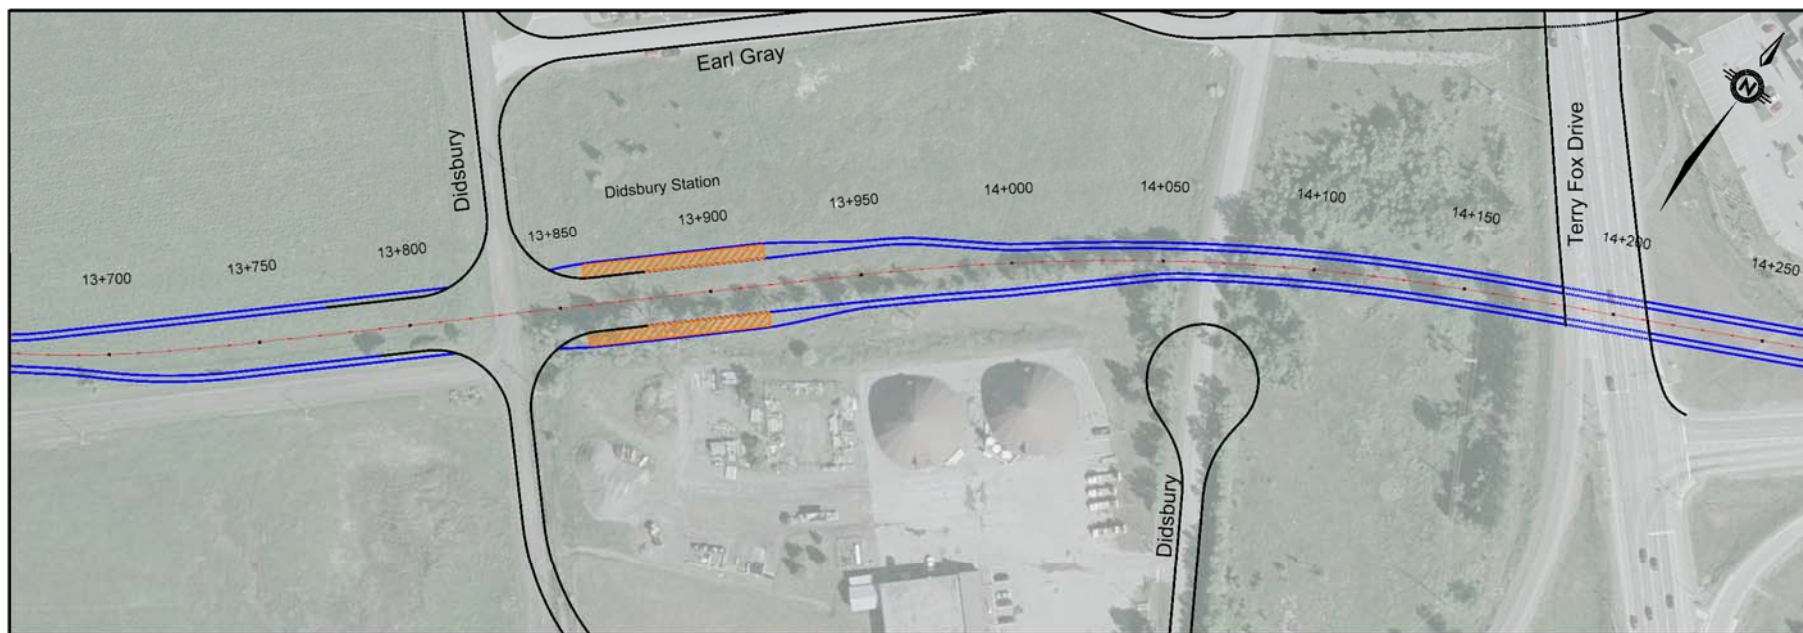 Earl Gray
Didsbury
Terry Fox Drive
Didsbury Station
13+700
13+750
13+800
13+850
13+900
13+950
14+000
14+050
14+100
14+150
14+200
14+250
Didsbury
N